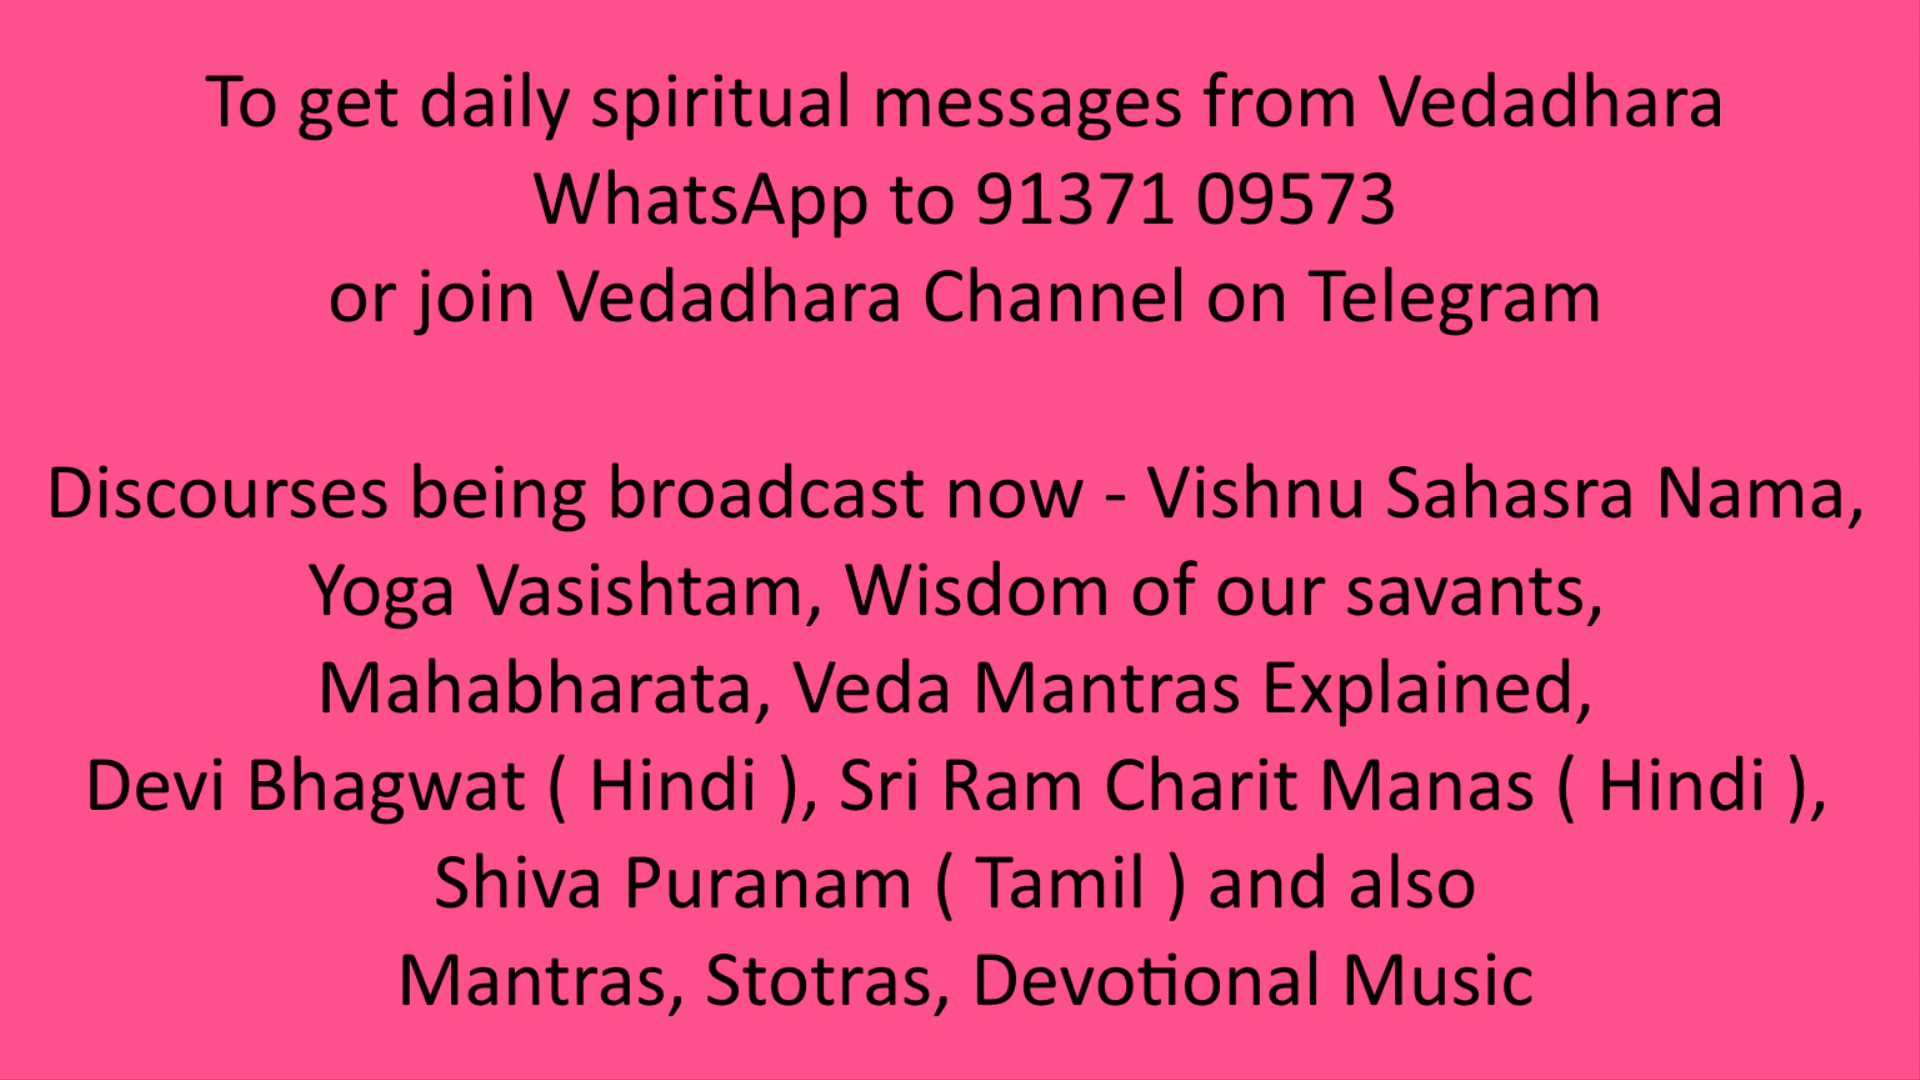 To get daily spiritual messages from Vedadhara
WhatsApp to 91371 09573
or join Vedadhara Channel on Telegram
Discourses being broadcast now - Vishnu Sahasra Nama,
Yoga Vasishtam, Wisdom of our savants,
Mahabharata, Veda Mantras Explained,
Devi Bhagwat ( Hindi ), Sri Ram Charit Manas ( Hindi ),
Shiva Puranam ( Tamil ) and also
Mantras, Stotras, Devotional Music